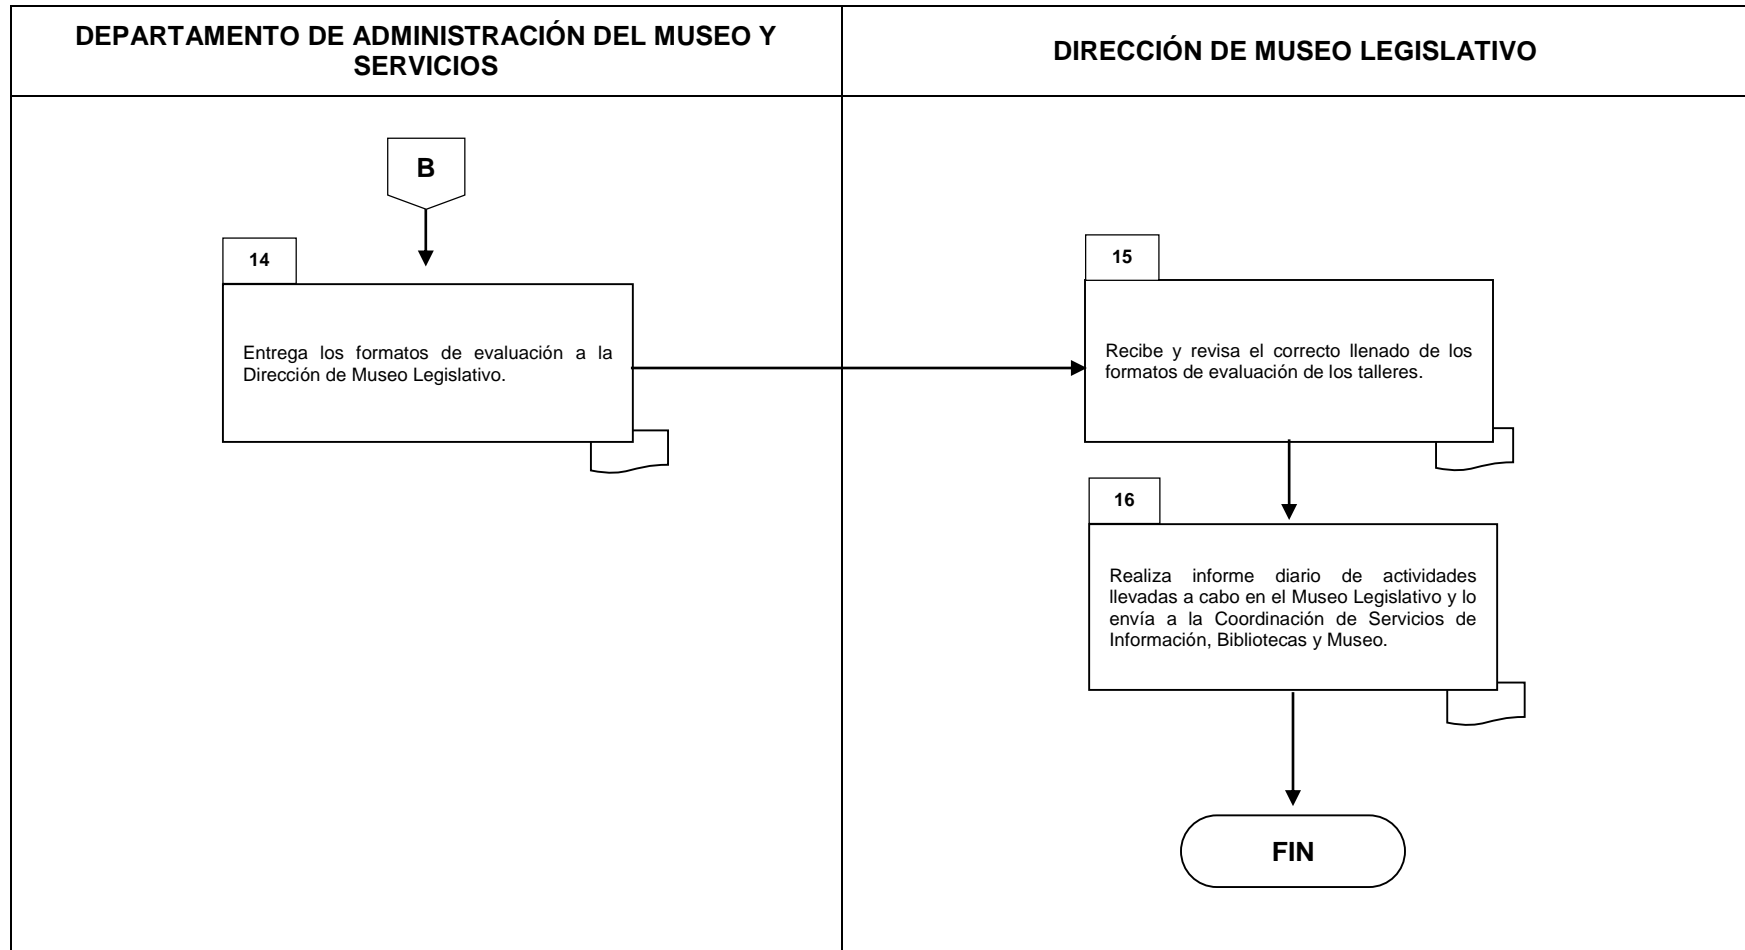 DEPARTAMENTO DE ADMINISTRACIÓN DEL MUSEO Y
SERVICIOS
DIRECCIÓN DE MUSEO LEGISLATIVO
B
14
Entrega los formatos de evaluación a la
Dirección de Museo Legislativo.
15
Recibe y revisa el correcto llenado de los
formatos de evaluación de los talleres.
16
Realiza informe diario de actividades
llevadas a cabo en el Museo Legislativo y lo
envía a la Coordinación de Servicios de
Información, Bibliotecas y Museo.
FIN